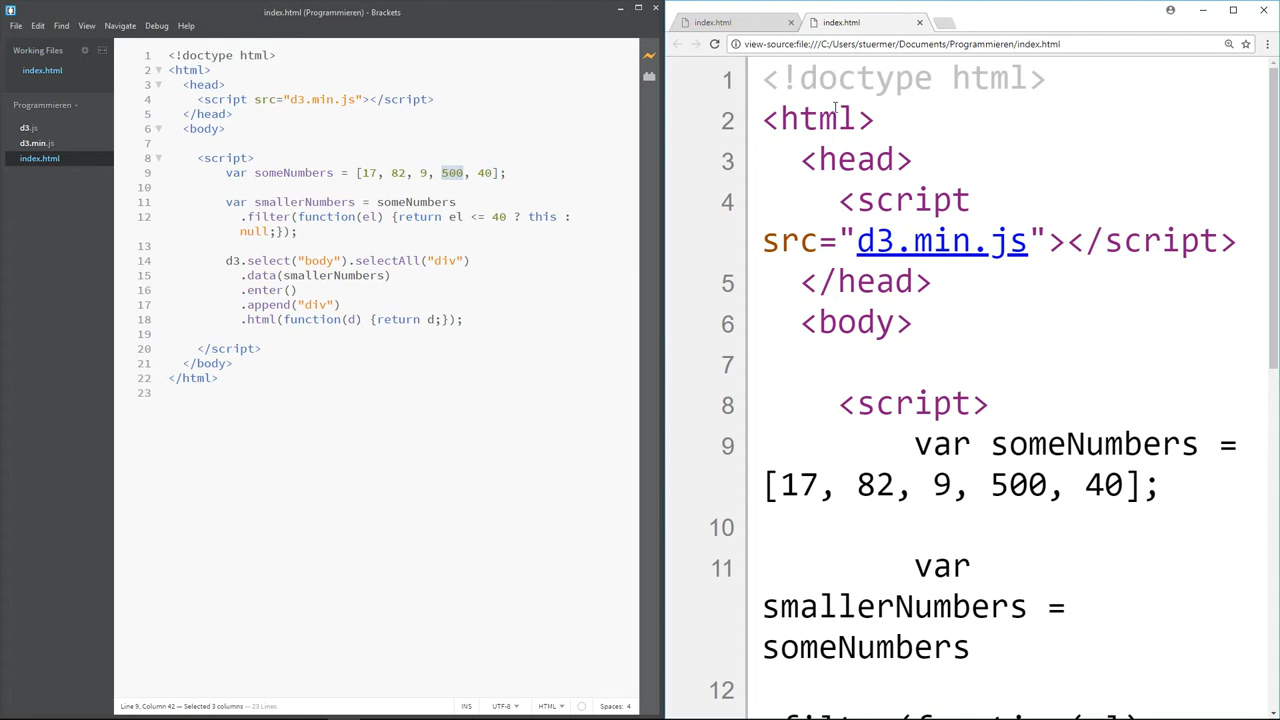 index.html (Programmieren) - Brackets
File Edit Find View Navigate Debug Help
Working Files
index.html
Programmieren
d3.js
d3.min.js
index.html
1 <!doctype html>
2 <html>
3 <head>
4 <script src="d3.min.js"></script>
5 </head>
6 <body>
7
8 <script>
9 var someNumbers = [17, 82, 9, 500, 40];
10
11 var smallerNumbers = someNumbers
12 .filter(function(el) {return el <= 40 ? this :
null;});
13
14 d3.select("body").selectAll("div")
15 .data(smallerNumbers)
16 .enter()
17 .append("div")
18 .html(function(d) {return d;});
19
20 </script>
21 </body>
22 </html>
23
Line 9, Column 42 — Selected 3 columns — 23 Lines
INS UTF-8 HTML Spaces: 4
index.html
index.html
view-source:file:///C:/Users/stuermer/Documents/Programmieren/index.html
1 <!doctype html>
2 <html>
3 <head>
4 <script
src="d3.min.js"></script>
5 </head>
6 <body>
7
8 <script>
9 var someNumbers =
[17, 82, 9, 500, 40];
10
11 var
smallerNumbers =
someNumbers
12
.filter(function(el)